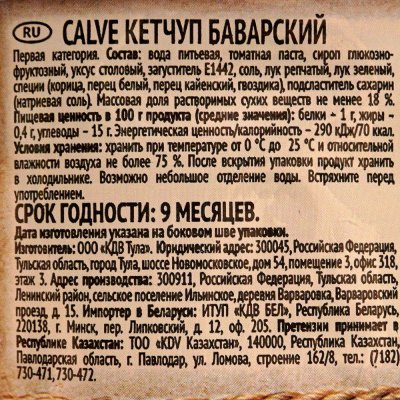 RU CALVE КЕТЧУП БАВАРСКИЙ
Первая категория. Состав: вода питьевая, томатная паста, сироп глюкозно-
фруктозный, уксус столовый, загуститель Е1442, соль, лук репчатый, лук зеленый,
специи (корица, перец белый, перец кайенский, гвоздика), подсластитель сахарин
(натриевая соль). Массовая доля растворимых сухих веществ не менее 18 %.
Пищевая ценность в 100 г продукта (средние значения): белки ~ 1 г, жиры ~
0,4 г, углеводы ~ 15 г. Энергетическая ценность/калорийность ~ 290 кДж/70 ккал.
Условия хранения: хранить при температуре от 0 °С до 25 °С и относительной
влажности воздуха не более 75 %. После вскрытия упаковки продукт хранить
в холодильнике. Возможно небольшое отделение воды. Встряхнуть перед
употреблением.
СРОК ГОДНОСТИ: 9 МЕСЯЦЕВ.
Дата изготовления указана на боковом шве упаковки.
Изготовитель: ООО «КДВ Тула». Юридический адрес: 300045, Российская Федерация,
Тульская область, город Тула, шоссе Новомосковское, дом 54, помещение 3, офис 318,
этаж 3. Адрес производства: 300911, Российская Федерация, Тульская область,
Ленинский район, сельское поселение Ильинское, деревня Варваровка, Варваровский
проезд, д. 15. Импортер в Беларуси: ИТУП «КДВ БЕЛ», Республика Беларусь,
220138, г. Минск, пер. Липковский, д. 12, оф. 205. Претензии принимает в
Республике Казахстан: ТОО «KDV Казахстан», 140000, Республика Казахстан,
Павлодарская область, г. Павлодар, ул. Ломова, строение 162/8, тел.: (7182)
730-471, 730-472.